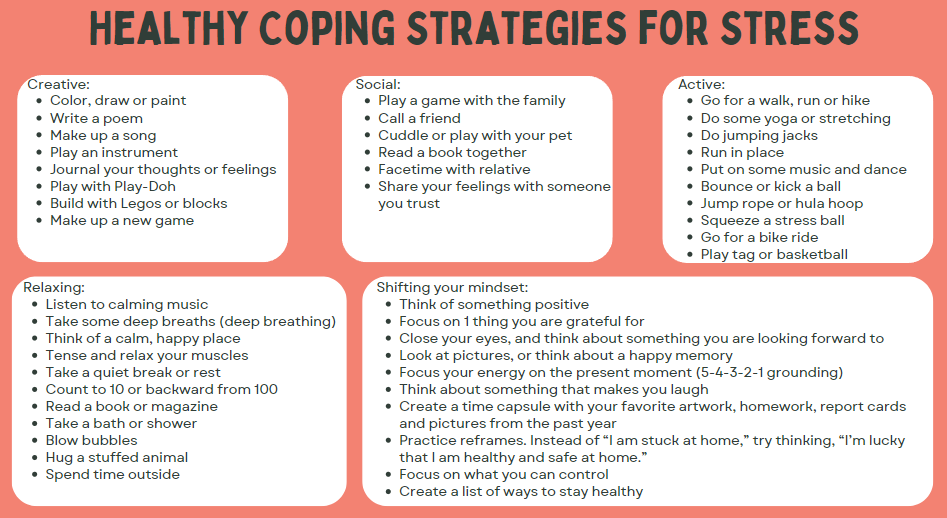 HEALTHY COPING STRATEGIES FOR STRESS
Creative:
• Color, draw or paint
• Write a poem
• Make up a song
• Play an instrument
• Journal your thoughts or feelings
• Play with Play-Doh
• Build with Legos or blocks
• Make up a new game
Social:
• Play a game with the family
• Call a friend
• Cuddle or play with your pet
• Read a book together
• Facetime with relative
• Share your feelings with someone
you trust
Active:
• Go for a walk, run or hike
• Do some yoga or stretching
• Do jumping jacks
• Run in place
• Put on some music and dance
• Bounce or kick a ball
• Jump rope or hula hoop
• Squeeze a stress ball
• Go for a bike ride
• Play tag or basketball
Relaxing:
• Listen to calming music
• Take some deep breaths (deep breathing)
• Think of a calm, happy place
• Tense and relax your muscles
• Take a quiet break or rest
• Count to 10 or backward from 100
• Read a book or magazine
• Take a bath or shower
• Blow bubbles
• Hug a stuffed animal
• Spend time outside
Shifting your mindset:
• Think of something positive
• Focus on 1 thing you are grateful for
• Close your eyes, and think about something you are looking forward to
• Look at pictures, or think about a happy memory
• Focus your energy on the present moment (5-4-3-2-1 grounding)
• Think about something that makes you laugh
• Create a time capsule with your favorite artwork, homework, report cards
and pictures from the past year
• Practice reframes. Instead of “I am stuck at home,” try thinking, “I’m lucky
that I am healthy and safe at home.”
• Focus on what you can control
• Create a list of ways to stay healthy